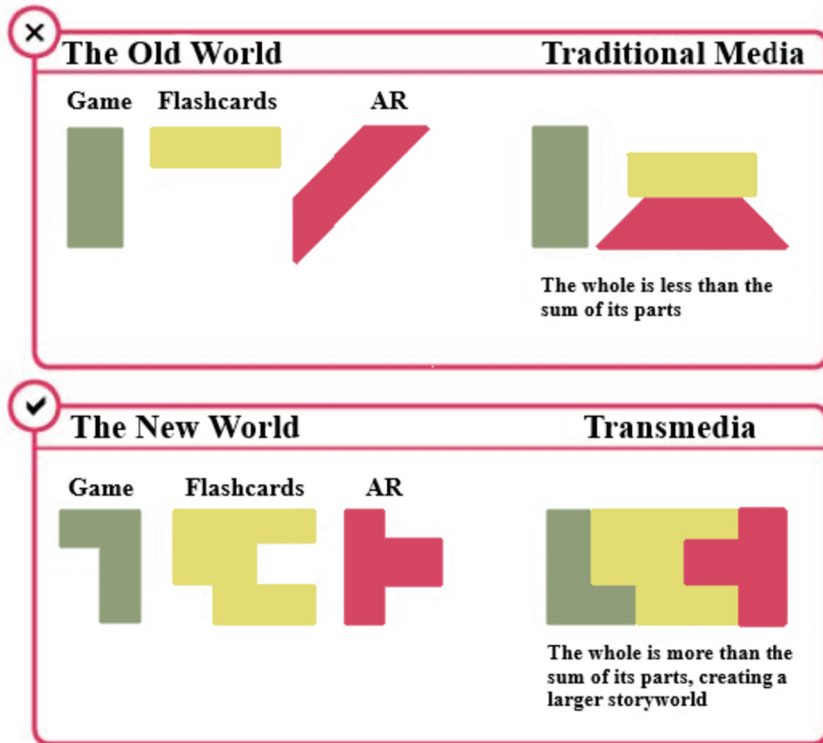 The Old World
Traditional Media
Game Flashcards AR
The whole is less than the
sum of its parts
The New World
Transmedia
Game Flashcards AR
The whole is more than the
sum of its parts, creating a
larger storyworld